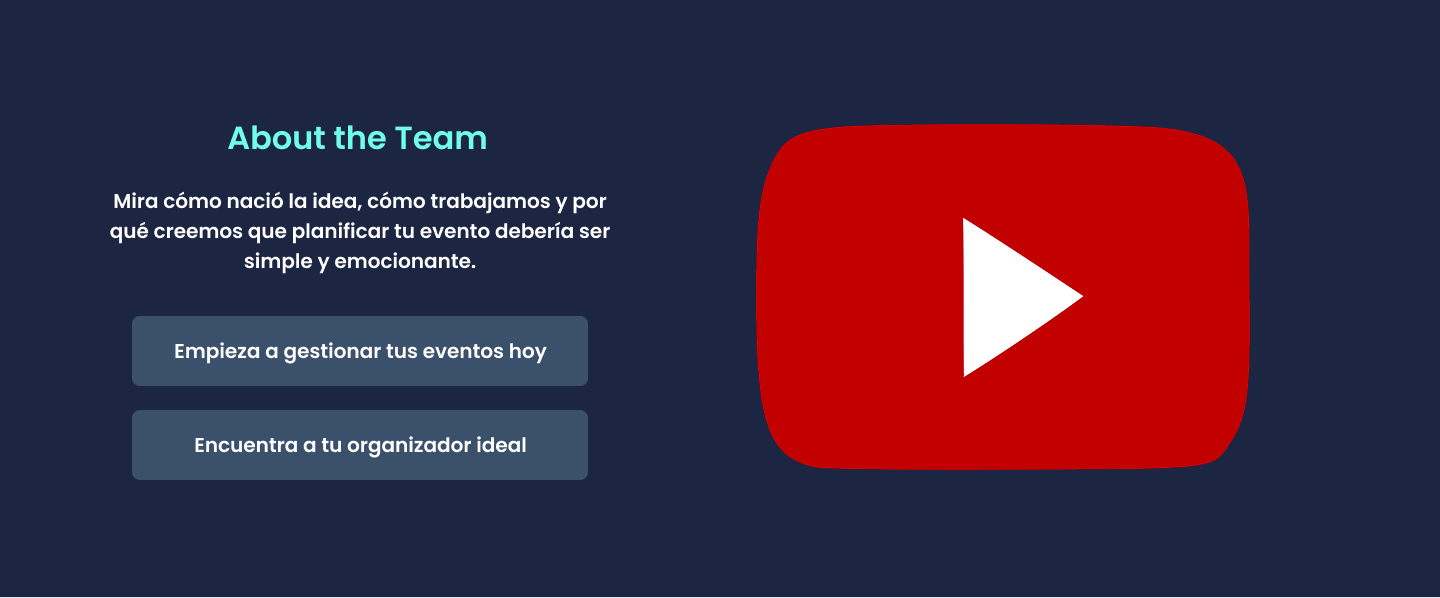 About the Team
Mira cómo nació la idea, cómo trabajamos y por
qué creemos que planificar tu evento debería ser
simple y emocionante.
Empieza a gestionar tus eventos hoy
Encuentra a tu organizador ideal